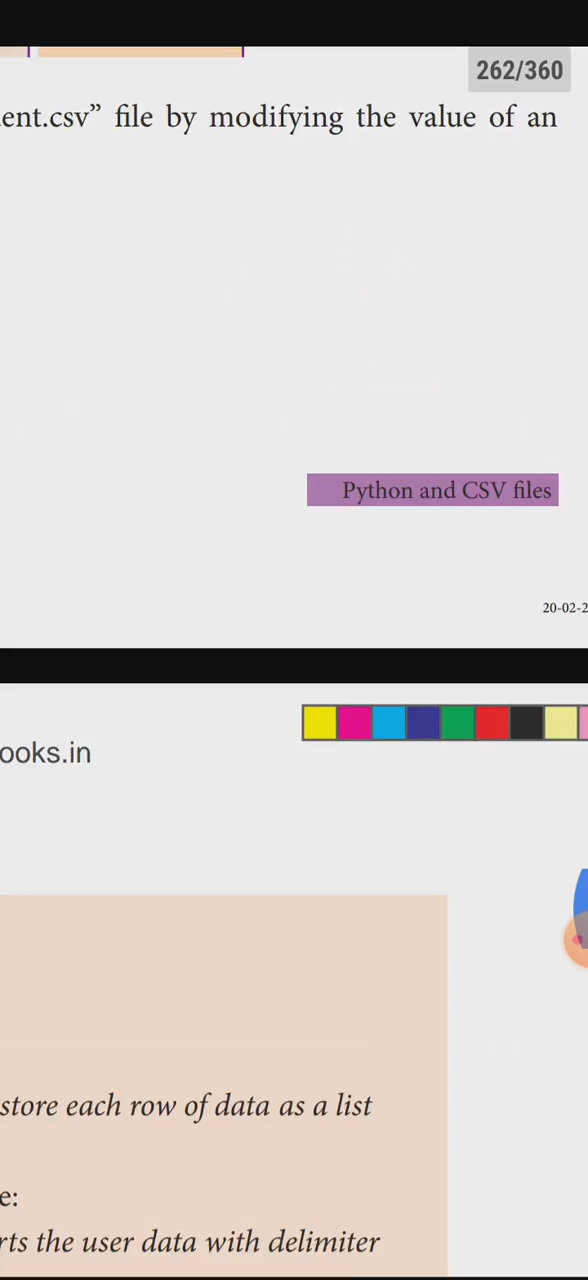 262/360
ent.csv” file by modifying the value of an
Python and CSV files
20-02-2
ooks.in
store each row of data as a list
e:
rts the user data with delimiter